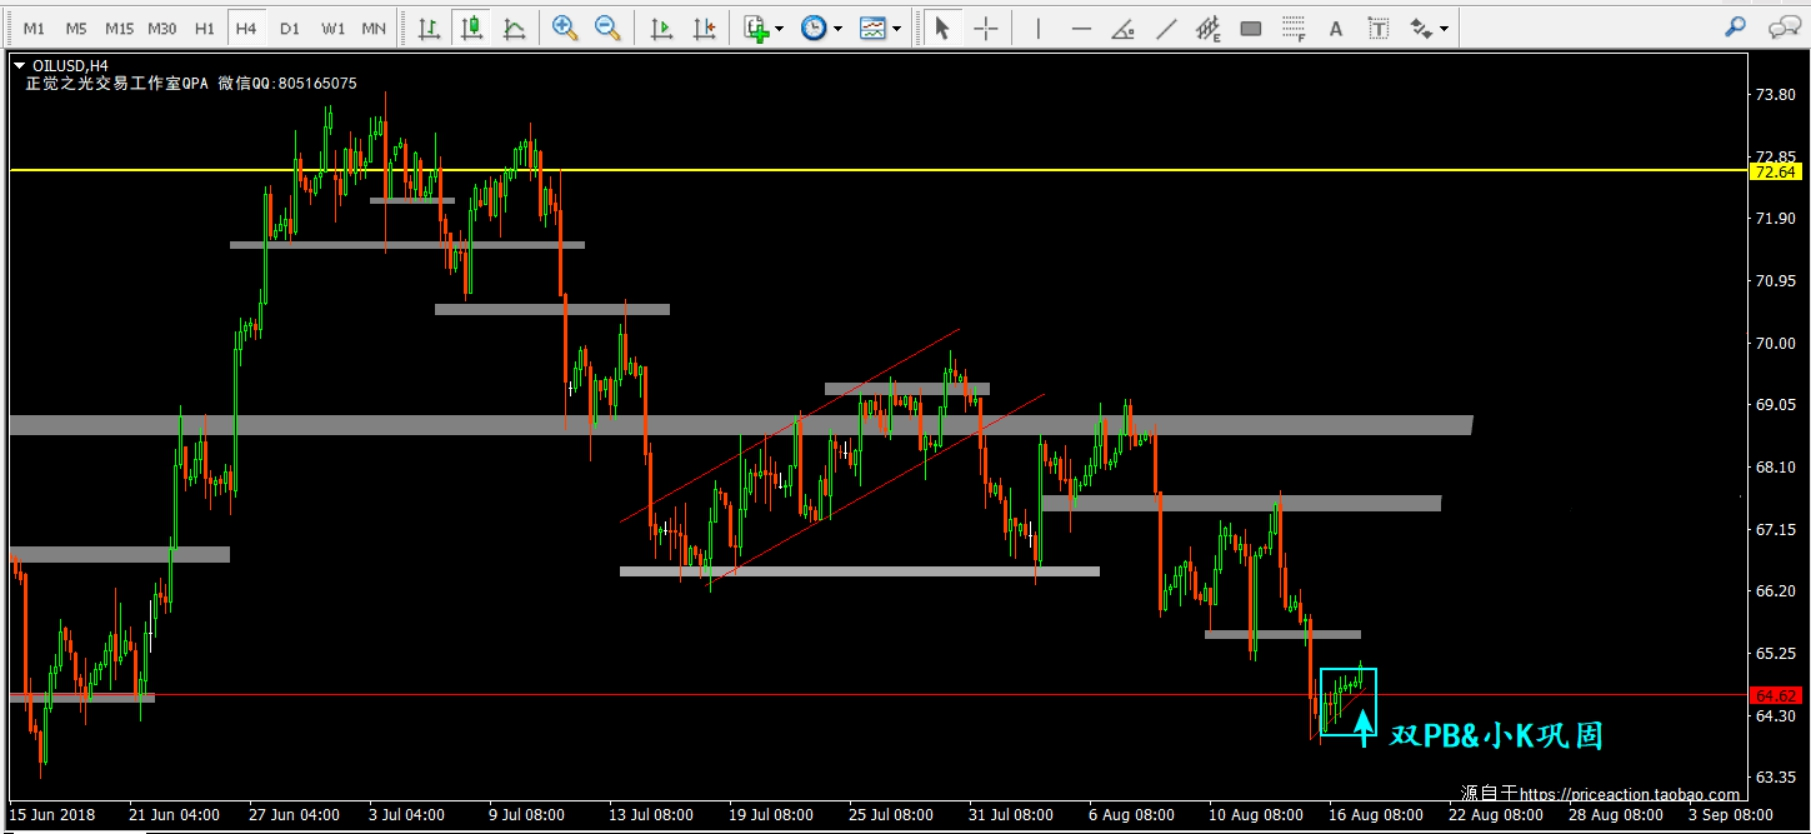 M1 M5 M15 M30 H1 H4 D1 W1 MN E F A T
OILUSD,H4
正觉之光交易工作室QPA 微信QQ:805165075
73.80
72.85
72.64
71.90
70.95
70.00
69.05
68.10
67.15
66.20
65.25
64.62
64.30
双PB&小K巩固
63.35
源自于https://priceaction.taobao.com
15 Jun 2018 21 Jun 04:00 27 Jun 04:00 3 Jul 04:00 9 Jul 08:00 13 Jul 08:00 19 Jul 08:00 25 Jul 08:00 31 Jul 08:00 6 Aug 08:00 10 Aug 08:00 16 Aug 08:00 22 Aug 08:00 28 Aug 08:00 3 Sep 08:00